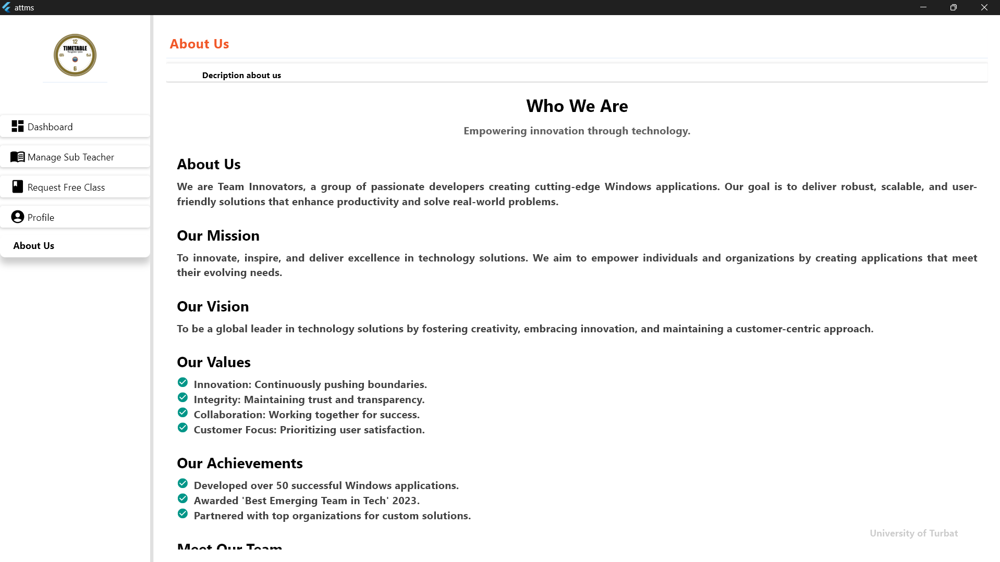 attms
12
TIMETABLE
Management System
9 3
6
Dashboard
Manage Sub Teacher
Request Free Class
Profile
About Us
About Us
Decription about us
Who We Are
Empowering innovation through technology.
About Us
We are Team Innovators, a group of passionate developers creating cutting-edge Windows applications. Our goal is to deliver robust, scalable, and user-
friendly solutions that enhance productivity and solve real-world problems.
Our Mission
To innovate, inspire, and deliver excellence in technology solutions. We aim to empower individuals and organizations by creating applications that meet
their evolving needs.
Our Vision
To be a global leader in technology solutions by fostering creativity, embracing innovation, and maintaining a customer-centric approach.
Our Values
Innovation: Continuously pushing boundaries.
Integrity: Maintaining trust and transparency.
Collaboration: Working together for success.
Customer Focus: Prioritizing user satisfaction.
Our Achievements
Developed over 50 successful Windows applications.
Awarded 'Best Emerging Team in Tech' 2023.
Partnered with top organizations for custom solutions.
University of Turbat
Meet Our Team